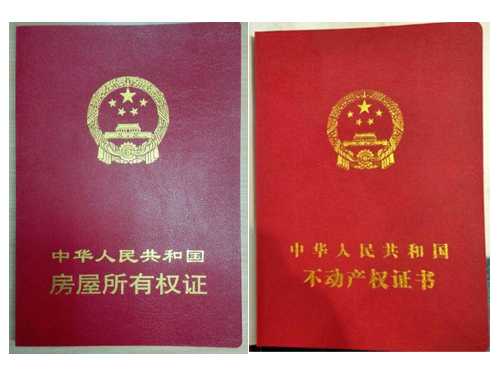 中华人民共和国
房屋所有权证
中华人民共和国
不动产权证书